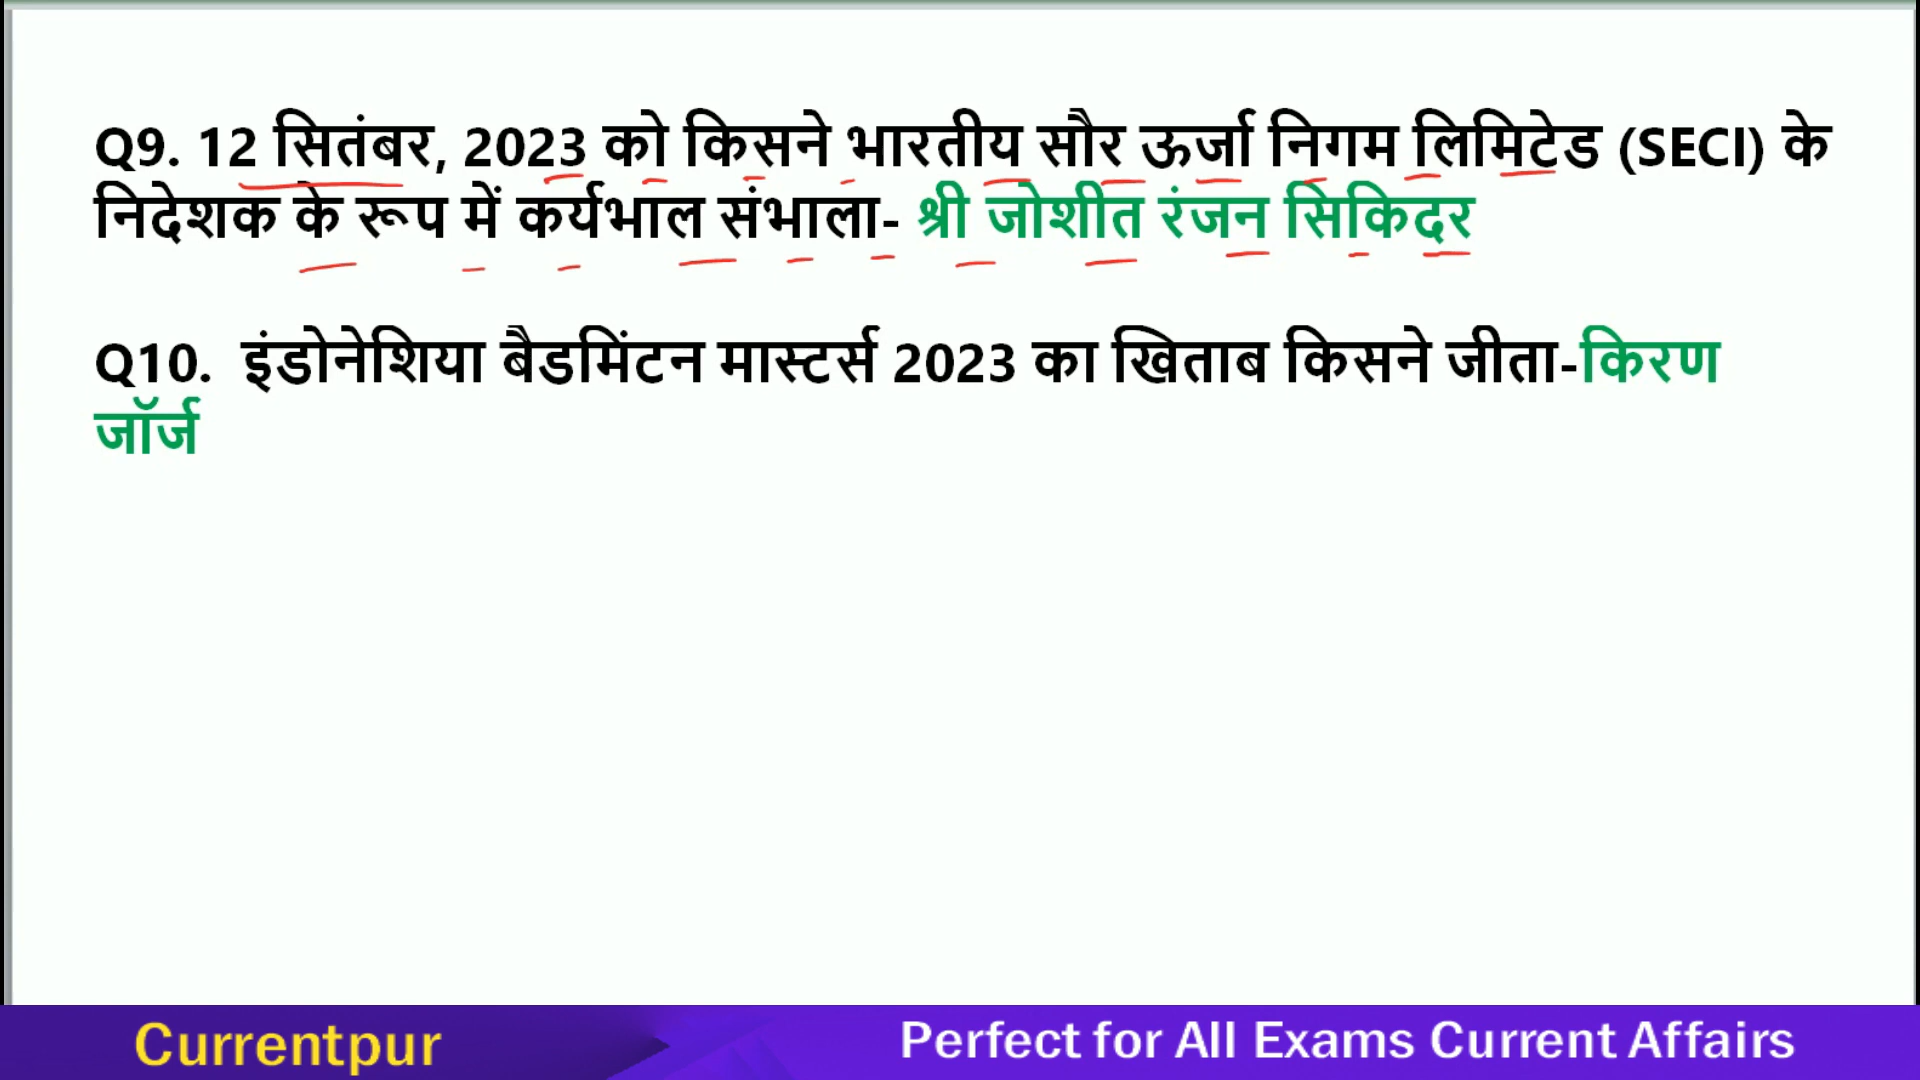 Q9. 12 सितंबर, 2023 को किसने भारतीय सौर ऊर्जा निगम लिमिटेड (SECI) के
निदेशक के रूप में कर्यभाल संभाला- श्री जोशीत रंजन सिकिदर
Q10. इंडोनेशिया बैडमिंटन मास्टर्स 2023 का खिताब किसने जीता-किरण
जॉर्ज
Currentpur
Perfect for All Exams Current Affairs